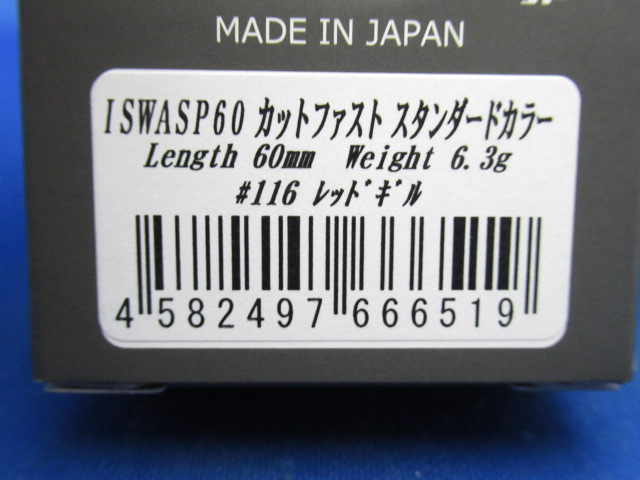 MADE IN JAPAN
ISWASP60 カットファスト スタンダードカラー
Length 60mm Weight 6.3g
#116 レッドギル
4 582497 666519